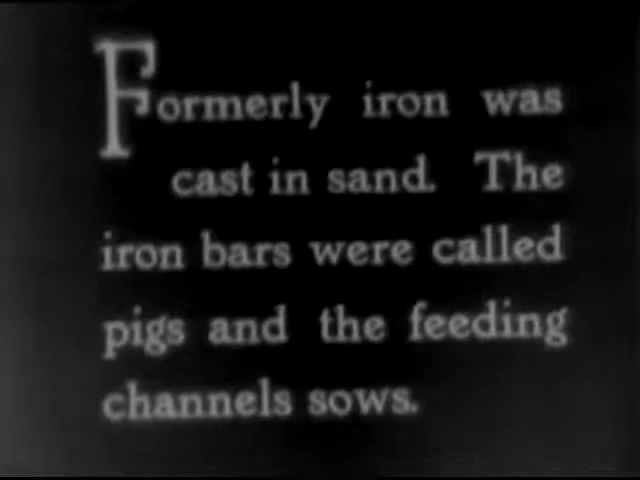 Formerly iron was
cast in sand. The
iron bars were called
pigs and the feeding
channels sows.